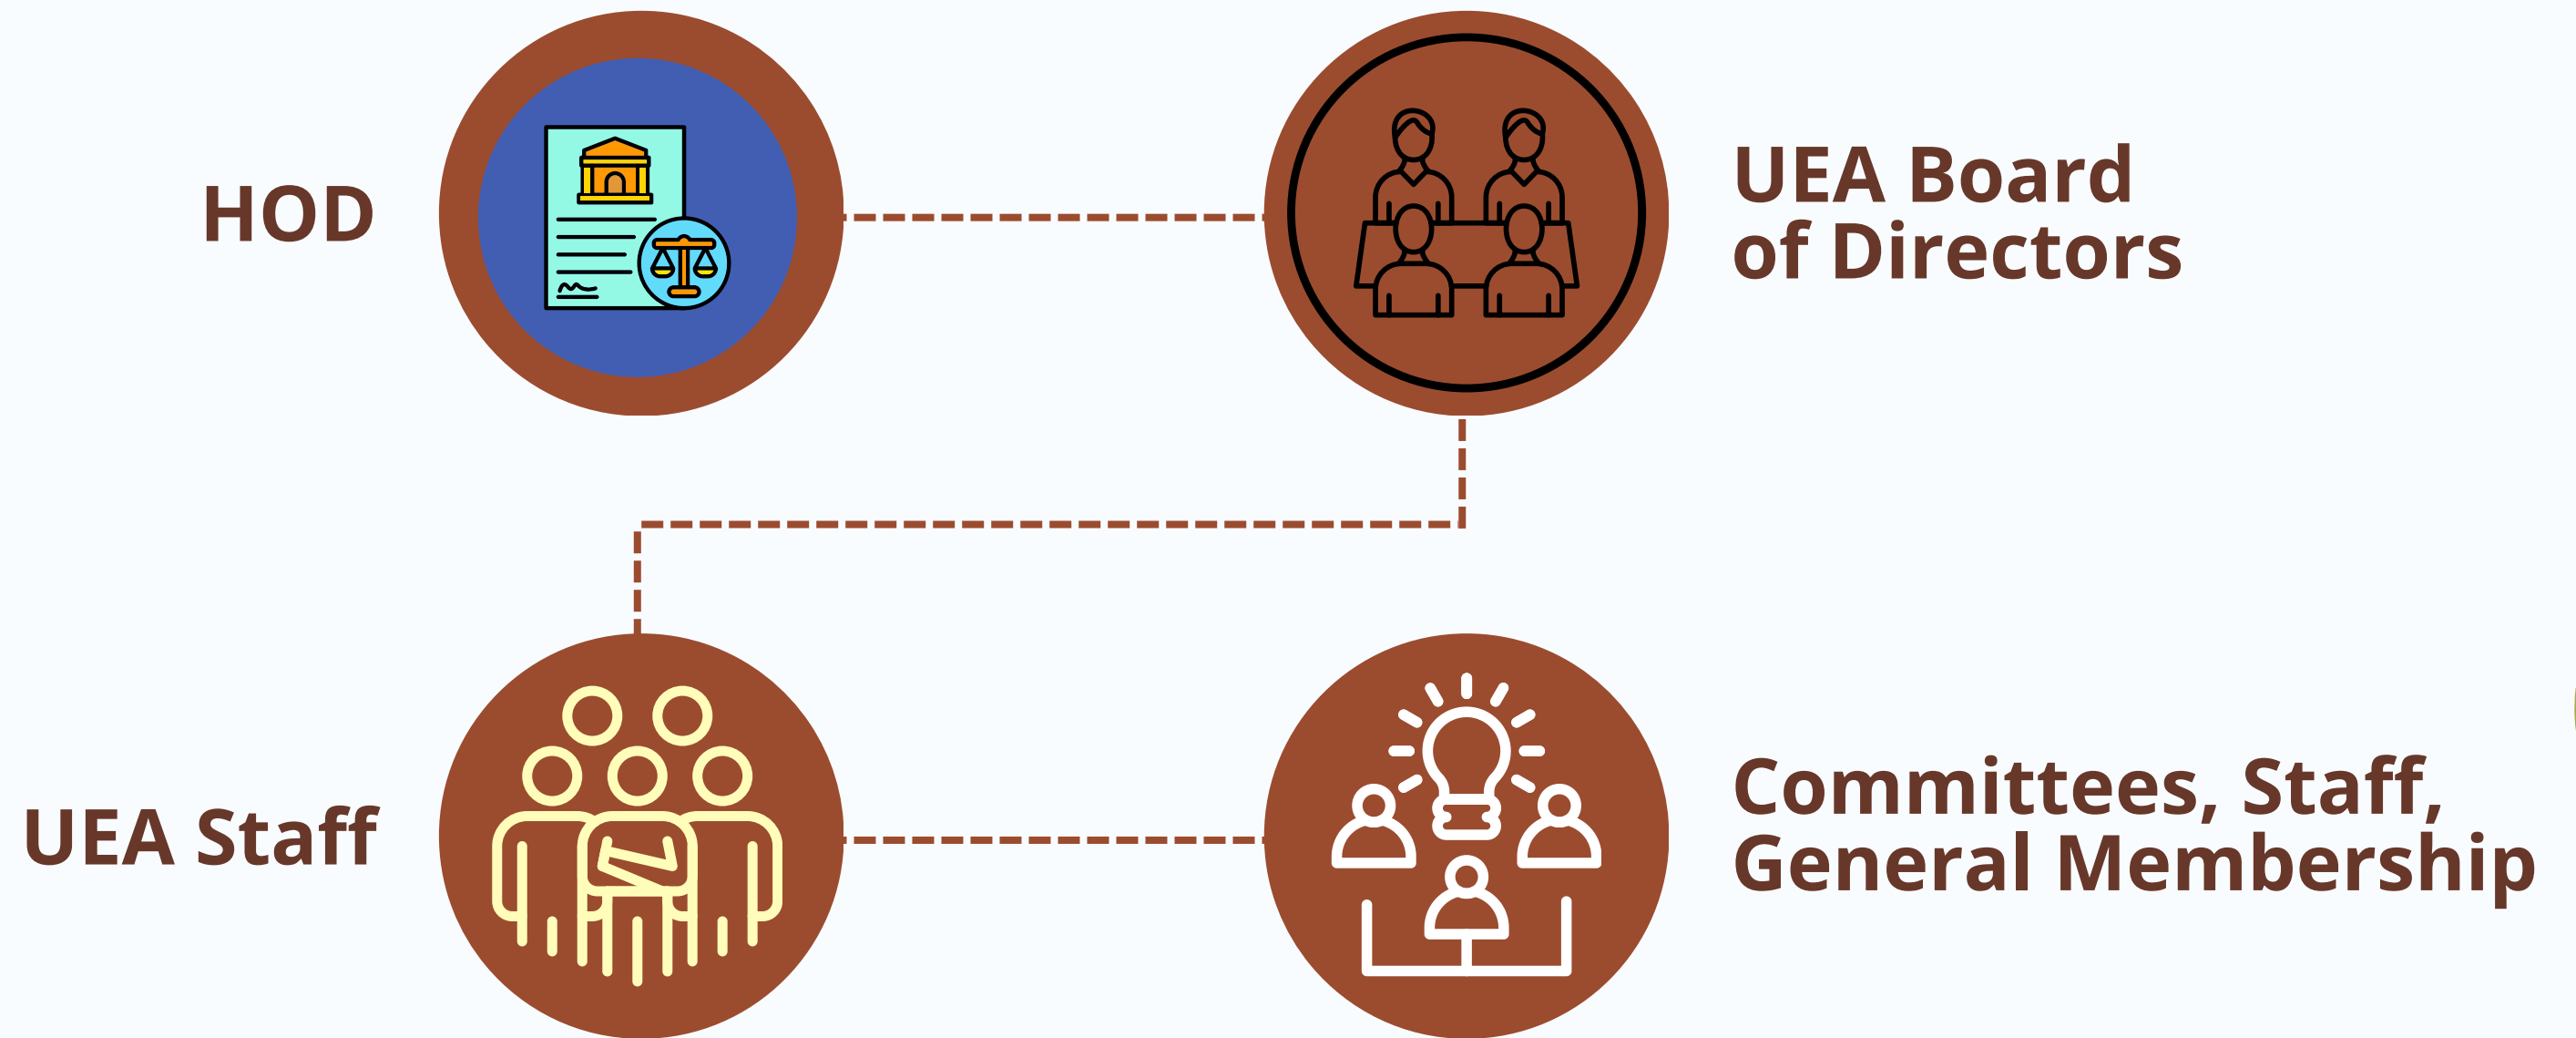 HOD
UEA Board
of Directors
UEA Staff
Committees, Staff,
General Membership